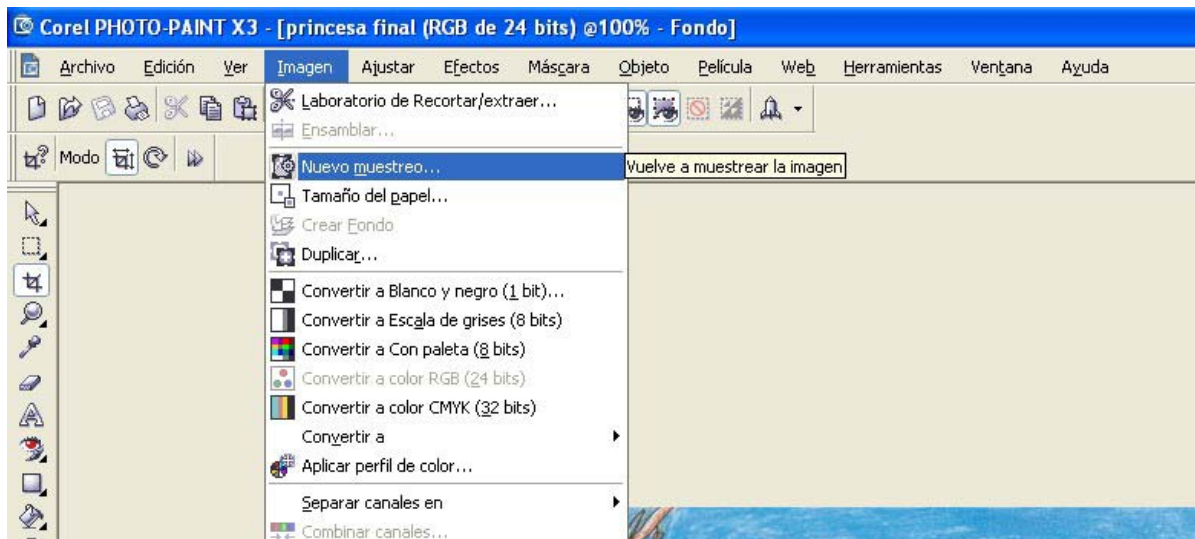 Corel PHOTO-PAINT X3 - [princesa final (RGB de 24 bits) @100% - Fondo]
Archivo Edición Ver Imagen Ajustar Efectos Máscara Objeto Película Web Herramientas Ventana Ayuda
Laboratorio de Recortar/extraer...
Ensamblar...
Modo
Nuevo muestreo...
Vuelve a muestrear la imagen
Tamaño del papel...
Crear Fondo
Duplicar...
Convertir a Blanco y negro (1 bit)...
Convertir a Escala de grises (8 bits)
Convertir a Con paleta (8 bits)
Convertir a color RGB (24 bits)
Convertir a color CMYK (32 bits)
Convertir a
Aplicar perfil de color...
Separar canales en
Combinar canales...